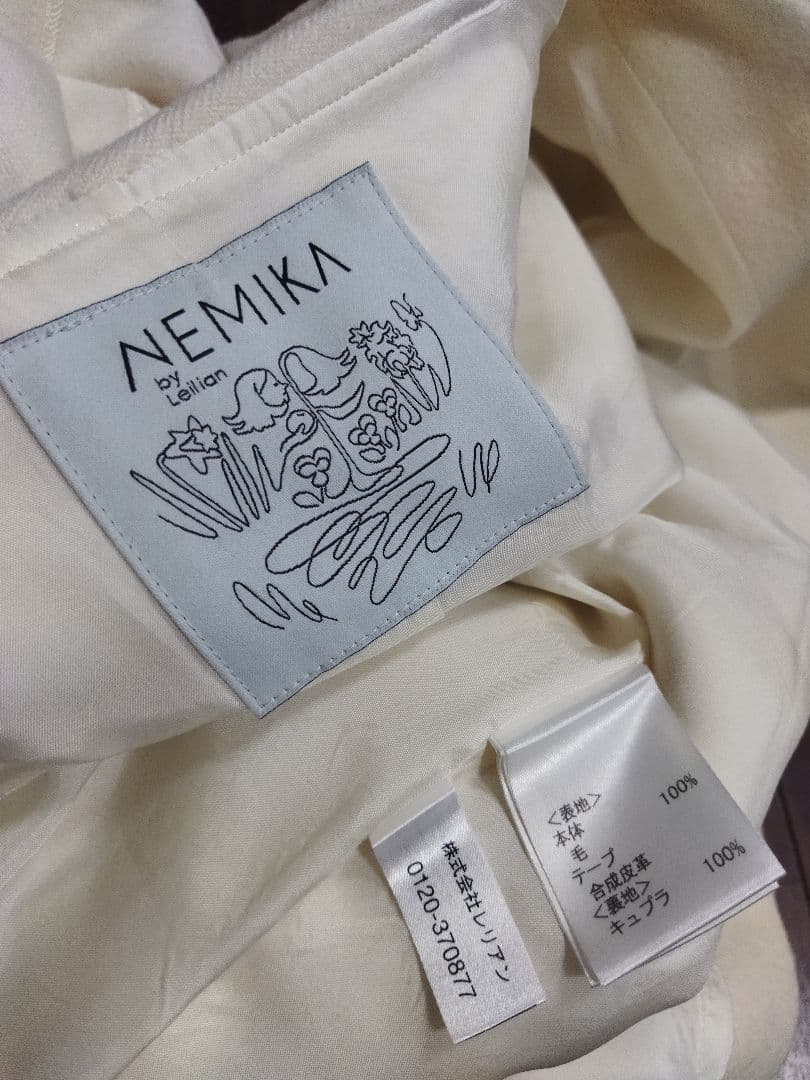 NEMIKA
by
Leilian
株式会社レリアン
0120-370877
<表地>
本体
毛 100%
テープ
合成皮革
<裏地>
キュプラ 100%